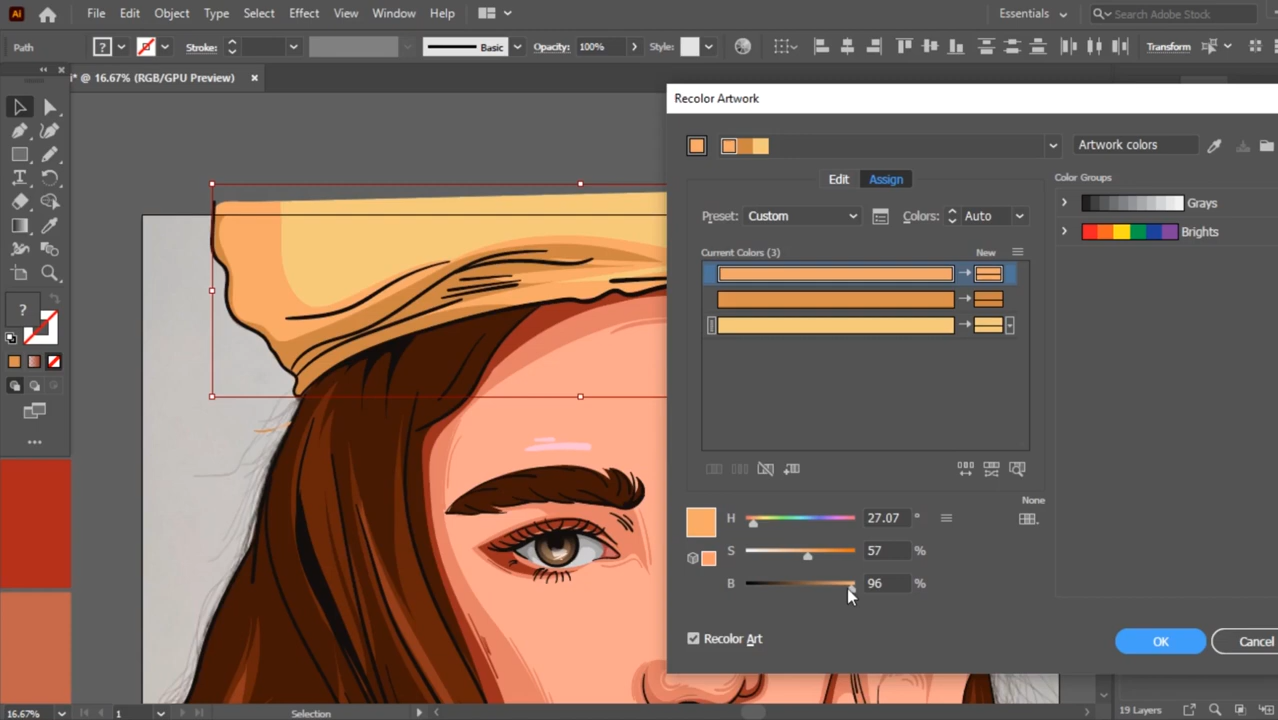 Ai File Edit Object Type Select Effect View Window Help Essentials Search Adobe Stock
Path ? Stroke: Basic Opacity: 100% Style: Transform
i* @ 16.67% (RGB/GPU Preview) ×
Recolor Artwork
Artwork colors
Edit Assign
Color Groups
Preset: Custom Colors: Auto
Grays
Brights
Current Colors (3) New
?
None
H 27.07 °
S 57 %
B 96 %
Recolor Art
OK Cancel
16.67% 1 Selection 19 Layers